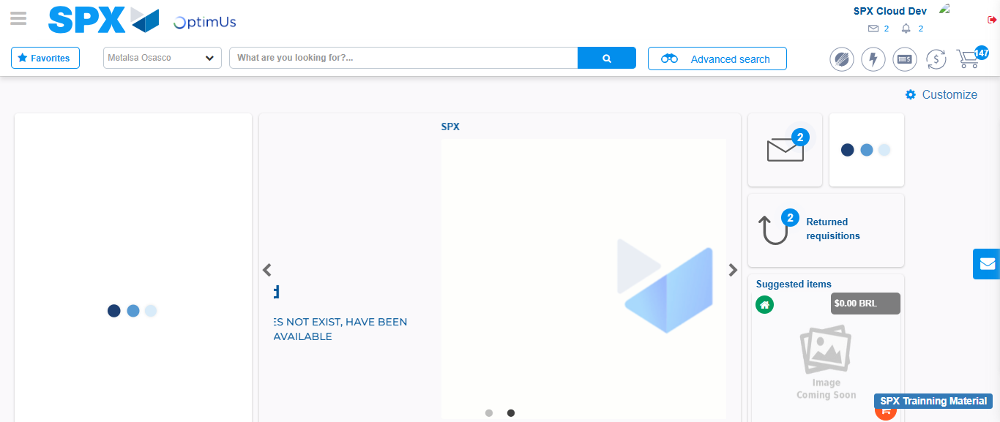 SPX
OptimUs
SPX Cloud Dev
2
2
Favorites
Metalsa Osasco
What are you looking for?...
Advanced search
147
Customize
SPX
d
ES NOT EXIST, HAVE BEEN
AVAILABLE
2
2
Returned
requisitions
Suggested items
$0.00 BRL
Image
Coming Soon
SPX Trainning Material